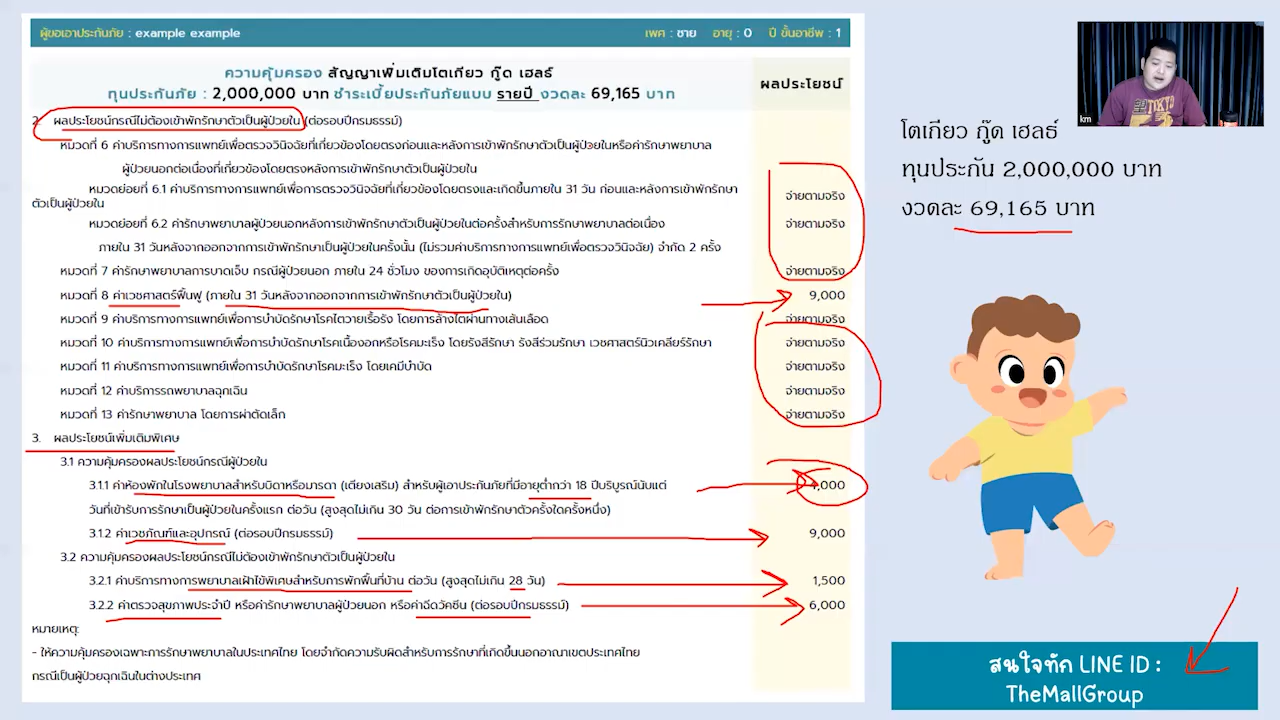 ผู้ขอเอาประกันภัย : example example เพศ : ชาย อายุ : 0 ปี ชั้นอาชีพ : 1
ความคุ้มครอง สัญญาเพิ่มเติมโตเกียว กู๊ด เฮลธ์
ทุนประกันภัย : 2,000,000 บาท ชำระเบี้ยประกันภัยแบบ รายปี งวดละ 69,165 บาท
ผลประโยชน์
2. ผลประโยชน์กรณีไม่ต้องเข้าพักรักษาตัวเป็นผู้ป่วยใน (ต่อรอบปีกรมธรรม์)
หมวดที่ 6 ค่าบริการทางการแพทย์เพื่อตรวจวินิจฉัยที่เกี่ยวข้องโดยตรงก่อนและหลังการเข้าพักรักษาตัวเป็นผู้ป่วยในหรือค่ารักษาพยาบาล
ผู้ป่วยนอกต่อเนื่องที่เกี่ยวข้องโดยตรงหลังการเข้าพักรักษาตัวเป็นผู้ป่วยใน
หมวดย่อยที่ 6.1 ค่าบริการทางการแพทย์เพื่อการตรวจวินิจฉัยที่เกี่ยวข้องโดยตรงและเกิดขึ้นภายใน 31 วัน ก่อนและหลังการเข้าพักรักษา
ตัวเป็นผู้ป่วยใน จ่ายตามจริง
หมวดย่อยที่ 6.2 ค่ารักษาพยาบาลผู้ป่วยนอกหลังการเข้าพักรักษาตัวเป็นผู้ป่วยในต่อครั้งสำหรับการรักษาพยาบาลต่อเนื่อง จ่ายตามจริง
ภายใน 31 วันหลังจากออกจากการเข้าพักรักษาเป็นผู้ป่วยในครั้งนั้น (ไม่รวมค่าบริการทางการแพทย์เพื่อตรวจวินิจฉัย) จำกัด 2 ครั้ง
หมวดที่ 7 ค่ารักษาพยาบาลการบาดเจ็บ กรณีผู้ป่วยนอก ภายใน 24 ชั่วโมง ของการเกิดอุบัติเหตุต่อครั้ง จ่ายตามจริง
หมวดที่ 8 ค่าเวชศาสตร์ฟื้นฟู (ภายใน 31 วันหลังจากออกจากการเข้าพักรักษาตัวเป็นผู้ป่วยใน) 9,000
หมวดที่ 9 ค่าบริการทางการแพทย์เพื่อการบำบัดรักษาโรคไตวายเรื้อรัง โดยการล้างไตผ่านทางเส้นเลือด จ่ายตามจริง
หมวดที่ 10 ค่าบริการทางการแพทย์เพื่อการบำบัดรักษาโรคเนื้องอกหรือโรคมะเร็ง โดยรังสีรักษา รังสีร่วมรักษา เวชศาสตร์นิวเคลียร์รักษา จ่ายตามจริง
หมวดที่ 11 ค่าบริการทางการแพทย์เพื่อการบำบัดรักษาโรคมะเร็ง โดยเคมีบำบัด จ่ายตามจริง
หมวดที่ 12 ค่าบริการรถพยาบาลฉุกเฉิน จ่ายตามจริง
หมวดที่ 13 ค่ารักษาพยาบาล โดยการผ่าตัดเล็ก จ่ายตามจริง
3. ผลประโยชน์เพิ่มเติมพิเศษ
3.1 ความคุ้มครองผลประโยชน์กรณีผู้ป่วยใน
3.1.1 ค่าห้องพักในโรงพยาบาลสำหรับบิดาหรือมารดา (เตียงเสริม) สำหรับผู้เอาประกันภัยที่มีอายุต่ำกว่า 18 ปีบริบูรณ์นับแต่
วันที่เข้ารับการรักษาเป็นผู้ป่วยในครั้งแรก ต่อวัน (สูงสุดไม่เกิน 30 วัน ต่อการเข้าพักรักษาตัวครั้งใดครั้งหนึ่ง)
3.1.2 ค่าเวชภัณฑ์และอุปกรณ์ (ต่อรอบปีกรมธรรม์) 9,000
3.2 ความคุ้มครองผลประโยชน์กรณีไม่ต้องเข้าพักรักษาตัวเป็นผู้ป่วยใน
3.2.1 ค่าบริการทางการพยาบาลเฝ้าไข้พิเศษสำหรับการพักฟื้นที่บ้าน ต่อวัน (สูงสุดไม่เกิน 28 วัน) 1,500
3.2.2 ค่าตรวจสุขภาพประจำปี หรือค่ารักษาพยาบาลผู้ป่วยนอก หรือค่าฉีดวัคซีน (ต่อรอบปีกรมธรรม์) 6,000
หมายเหตุ:
- ให้ความคุ้มครองเฉพาะการรักษาพยาบาลในประเทศไทย โดยจำกัดความรับผิดสำหรับการรักษาที่เกิดขึ้นนอกอาณาเขตประเทศไทย
กรณีเป็นผู้ป่วยฉุกเฉินในต่างประเทศ
TOKYO
km
โตเกียว กู๊ด เฮลธ์
ทุนประกัน 2,000,000 บาท
งวดละ 69,165 บาท
สนใจทัก LINE ID :
TheMallGroup